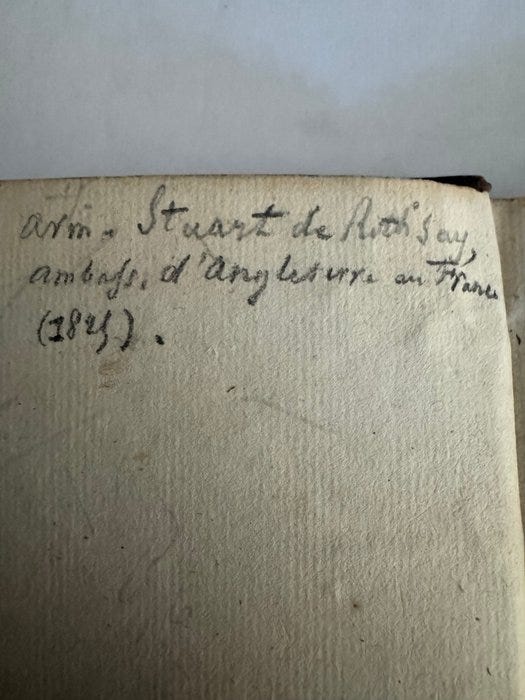 arm. Stuart de Roth'say,
ambass. d'Angleterre en France
(1825).